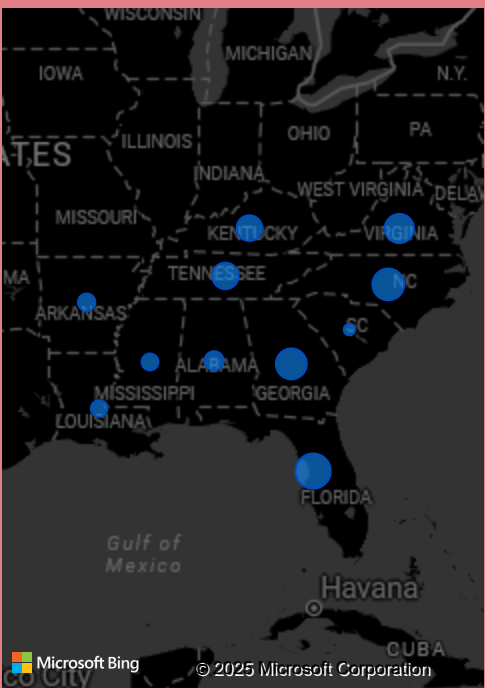 WISCONSIN
MICHIGAN
IOWA
N.Y.
ILLINOIS
OHIO
PA
ATES
INDIANA
WEST VIRGINIA
DELAV
MISSOURI
KENTUCKY
VIRGINIA
TENNESSEE
MA
NC
ARKANSAS
SC
ALABAMA
MISSISSIPPI
GEORGIA
LOUISIANA
FLORIDA
Gulf of
Mexico
Havana
CUBA
Microsoft Bing
© 2025 Microsoft Corporation
co City